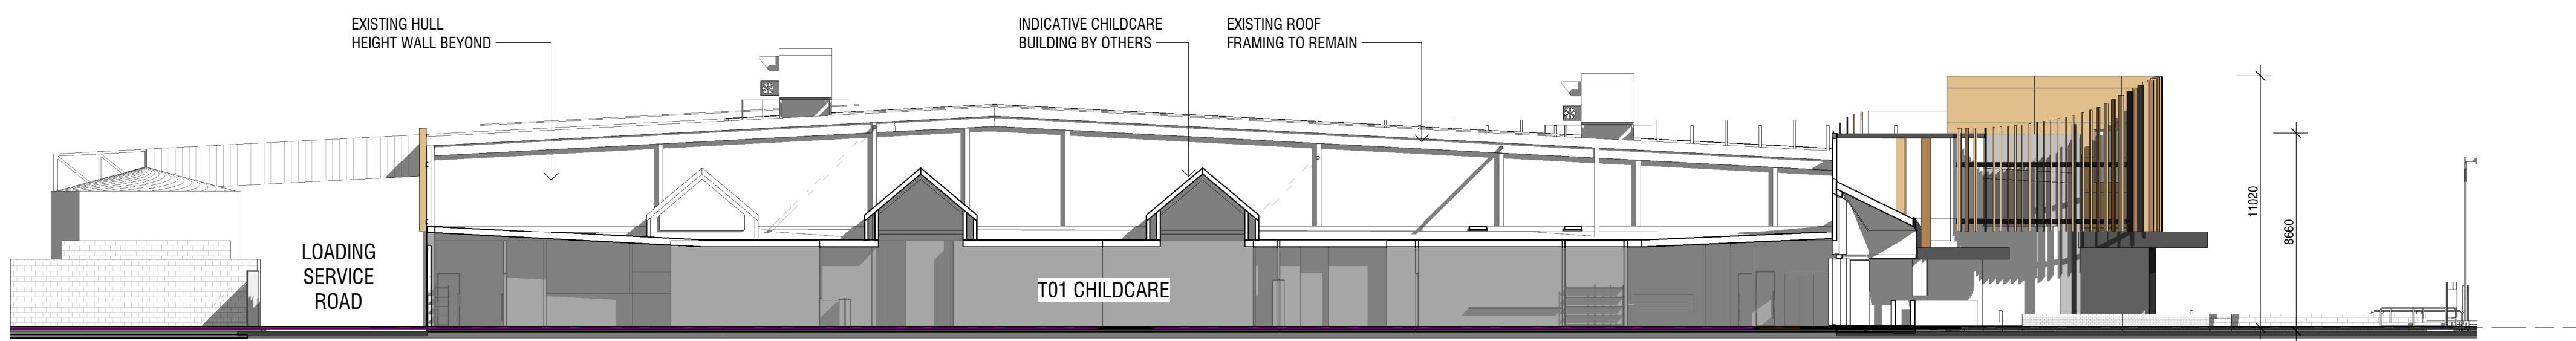 EXISTING HULL
HEIGHT WALL BEYOND
INDICATIVE CHILDCARE
BUILDING BY OTHERS
EXISTING ROOF
FRAMING TO REMAIN
LOADING
SERVICE
ROAD
T01 CHILDCARE
11020
8660